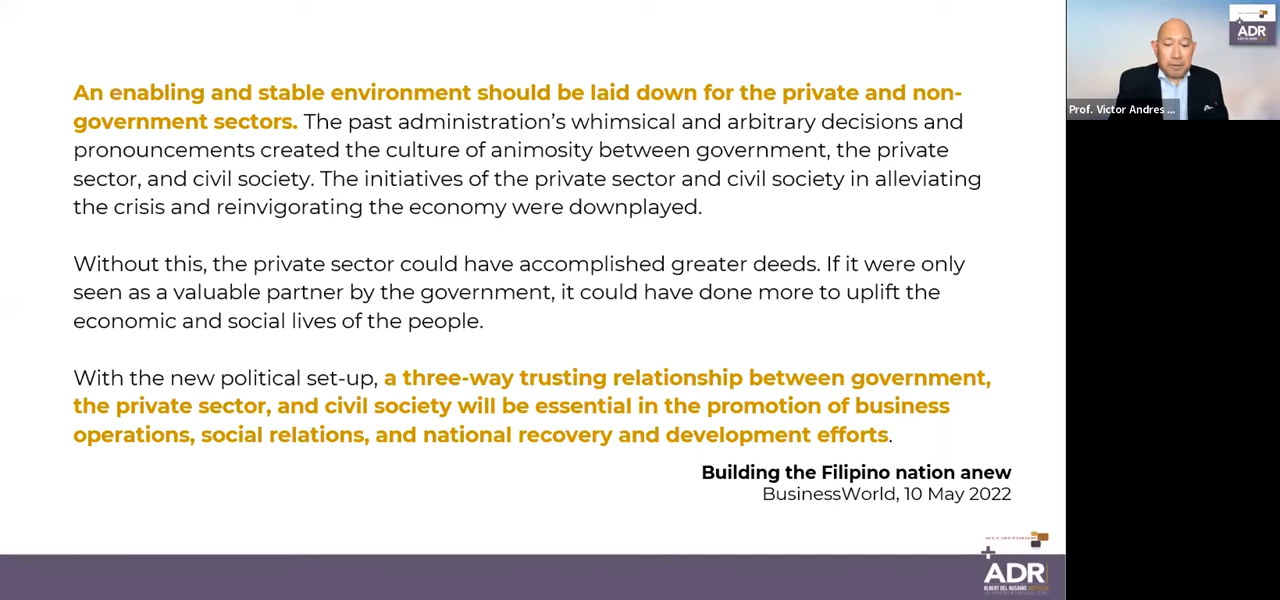 An enabling and stable environment should be laid down for the private and non-
government sectors. The past administration's whimsical and arbitrary decisions and
pronouncements created the culture of animosity between government, the private
sector, and civil society. The initiatives of the private sector and civil society in alleviating
the crisis and reinvigorating the economy were downplayed.
Without this, the private sector could have accomplished greater deeds. If it were only
seen as a valuable partner by the government, it could have done more to uplift the
economic and social lives of the people.
With the new political set-up, a three-way trusting relationship between government,
the private sector, and civil society will be essential in the promotion of business
operations, social relations, and national recovery and development efforts.
Building the Filipino nation anew
BusinessWorld, 10 May 2022
ADR
ALBERT DEL ROSARIO
ADR
Prof. Victor Andres ...